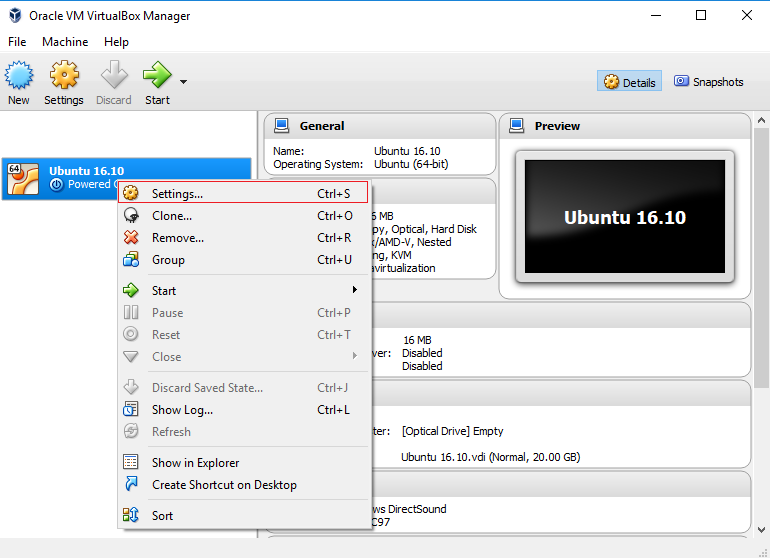 Oracle VM VirtualBox Manager
File Machine Help
New Settings Discard Start Details Snapshots
64 Ubuntu 16.10
Powered
Settings... Ctrl+S
Clone... Ctrl+O
Remove... Ctrl+R
Group Ctrl+U
Start
Pause Ctrl+P
Reset Ctrl+T
Close
Discard Saved State... Ctrl+J
Show Log... Ctrl+L
Refresh
Show in Explorer
Create Shortcut on Desktop
Sort
General
Name: Ubuntu 16.10
Operating System: Ubuntu (64-bit)
6 MB
py, Optical, Hard Disk
x/AMD-V, Nested
ng, KVM
avirtualization
Preview
Ubuntu 16.10
16 MB
ver: Disabled
Disabled
ter: [Optical Drive] Empty
Ubuntu 16.10.vdi (Normal, 20.00 GB)
ws DirectSound
C97